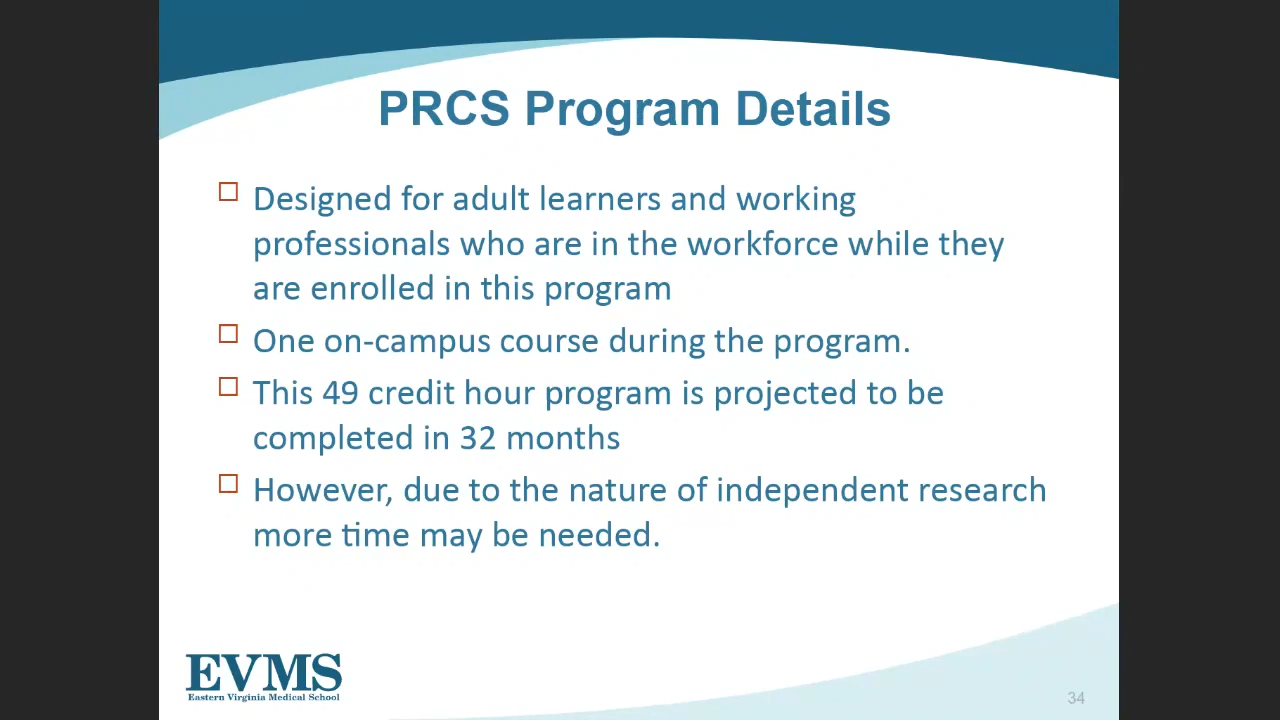 PRCS Program Details
Designed for adult learners and working
professionals who are in the workforce while they
are enrolled in this program
One on-campus course during the program.
This 49 credit hour program is projected to be
completed in 32 months
However, due to the nature of independent research
more time may be needed.
EVMS
Eastern Virginia Medical School
34